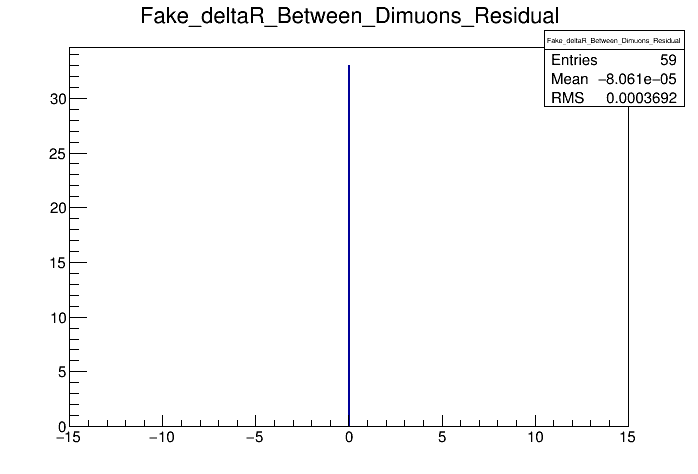 Fake_deltaR_Between_Dimuons_Residual
Fake_deltaR_Between_Dimuons_Residual
Entries 59
Mean −8.061e−05
RMS 0.0003692
30
25
20
15
10
5
0
−15 −10 −5 0 5 10 15